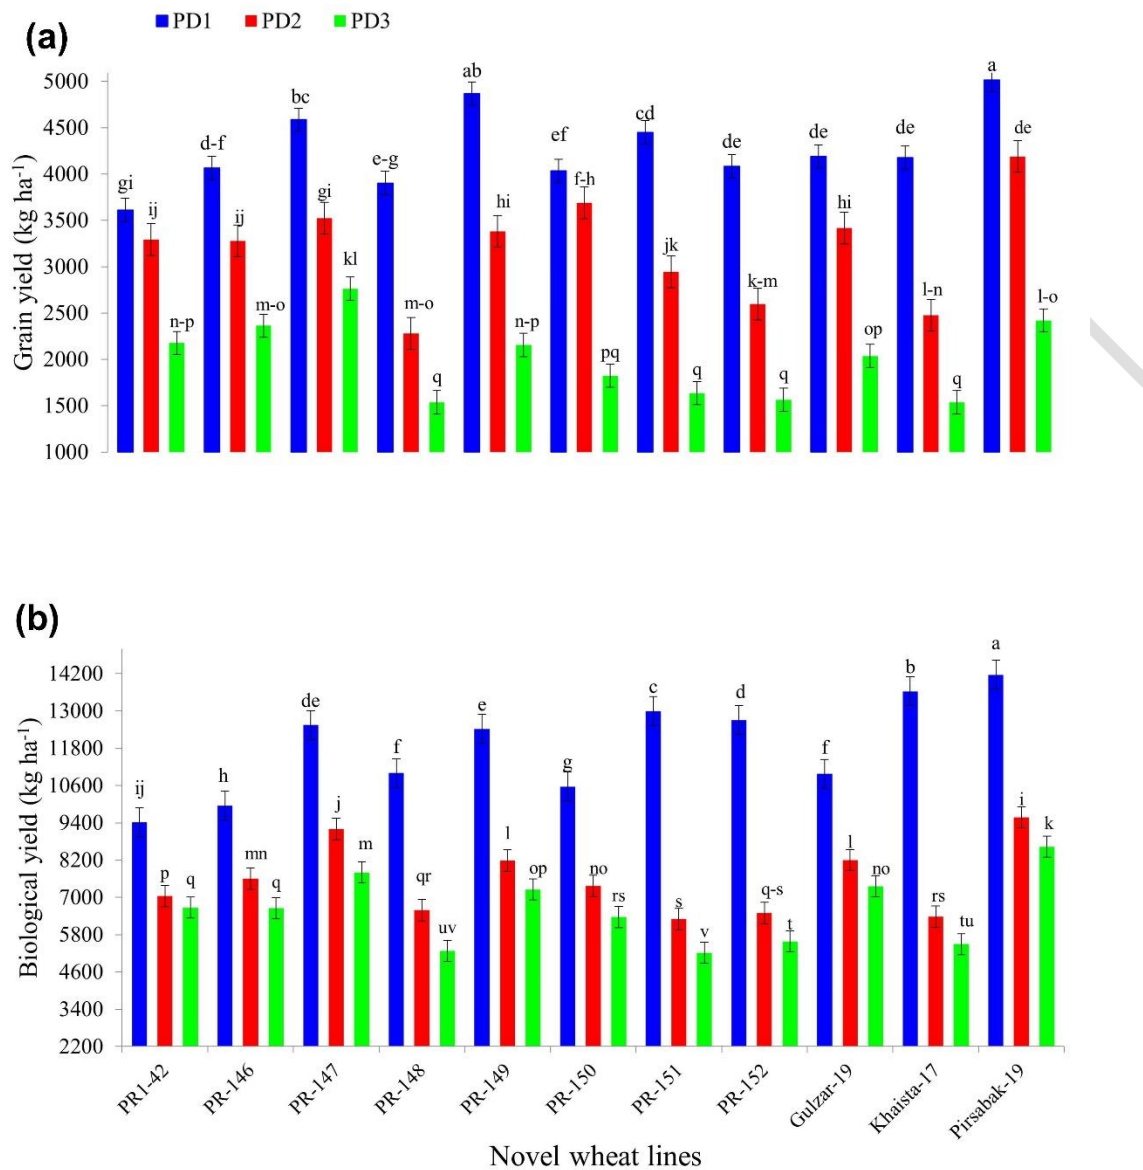 PD1 PD2 PD3
(a)
Grain yield (kg ha-1)
5000
4500
4000
3500
3000
2500
2000
1500
1000
gi ij n-p d-f ij m-o bc gi kl e-g m-o q ab hi n-p ef f-h pq cd jk q de k-m q de hi op de l-n q a de l-o
(b)
Biological yield (kg ha-1)
14200
13000
11800
10600
9400
8200
7000
5800
4600
3400
2200
ij p q h mn q de j m f qr uv e l op g no rs c s v d q-s t f l no b rs tu a i k
PR1-42 PR-146 PR-147 PR-148 PR-149 PR-150 PR-151 PR-152 Gulzar-19 Khaista-17 Pirsabak-19
Novel wheat lines